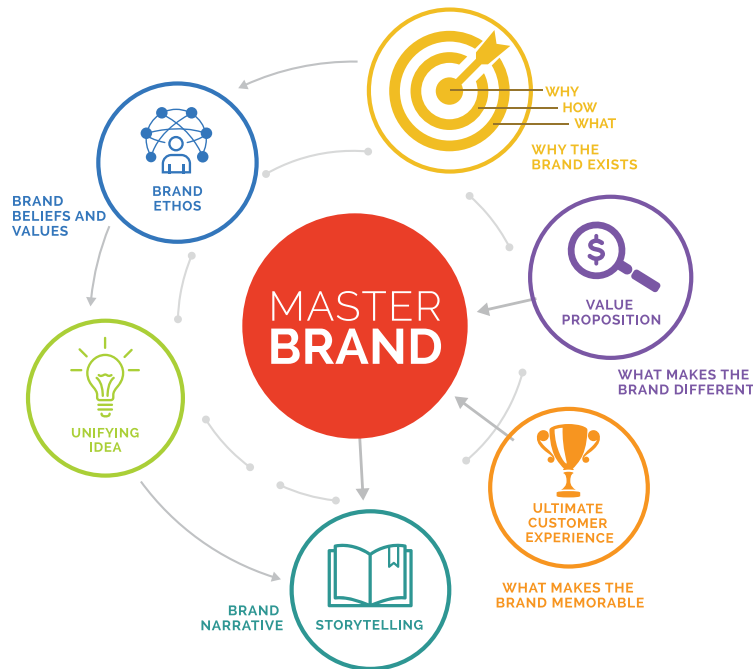 WHY
HOW
WHAT
WHY THE
BRAND EXISTS
BRAND
ETHOS
BRAND
BELIEFS AND
VALUES
$
VALUE
PROPOSITION
WHAT MAKES THE
BRAND DIFFERENT
MASTER
BRAND
UNIFYING
IDEA
ULTIMATE
CUSTOMER
EXPERIENCE
WHAT MAKES THE
BRAND MEMORABLE
BRAND
NARRATIVE
STORYTELLING